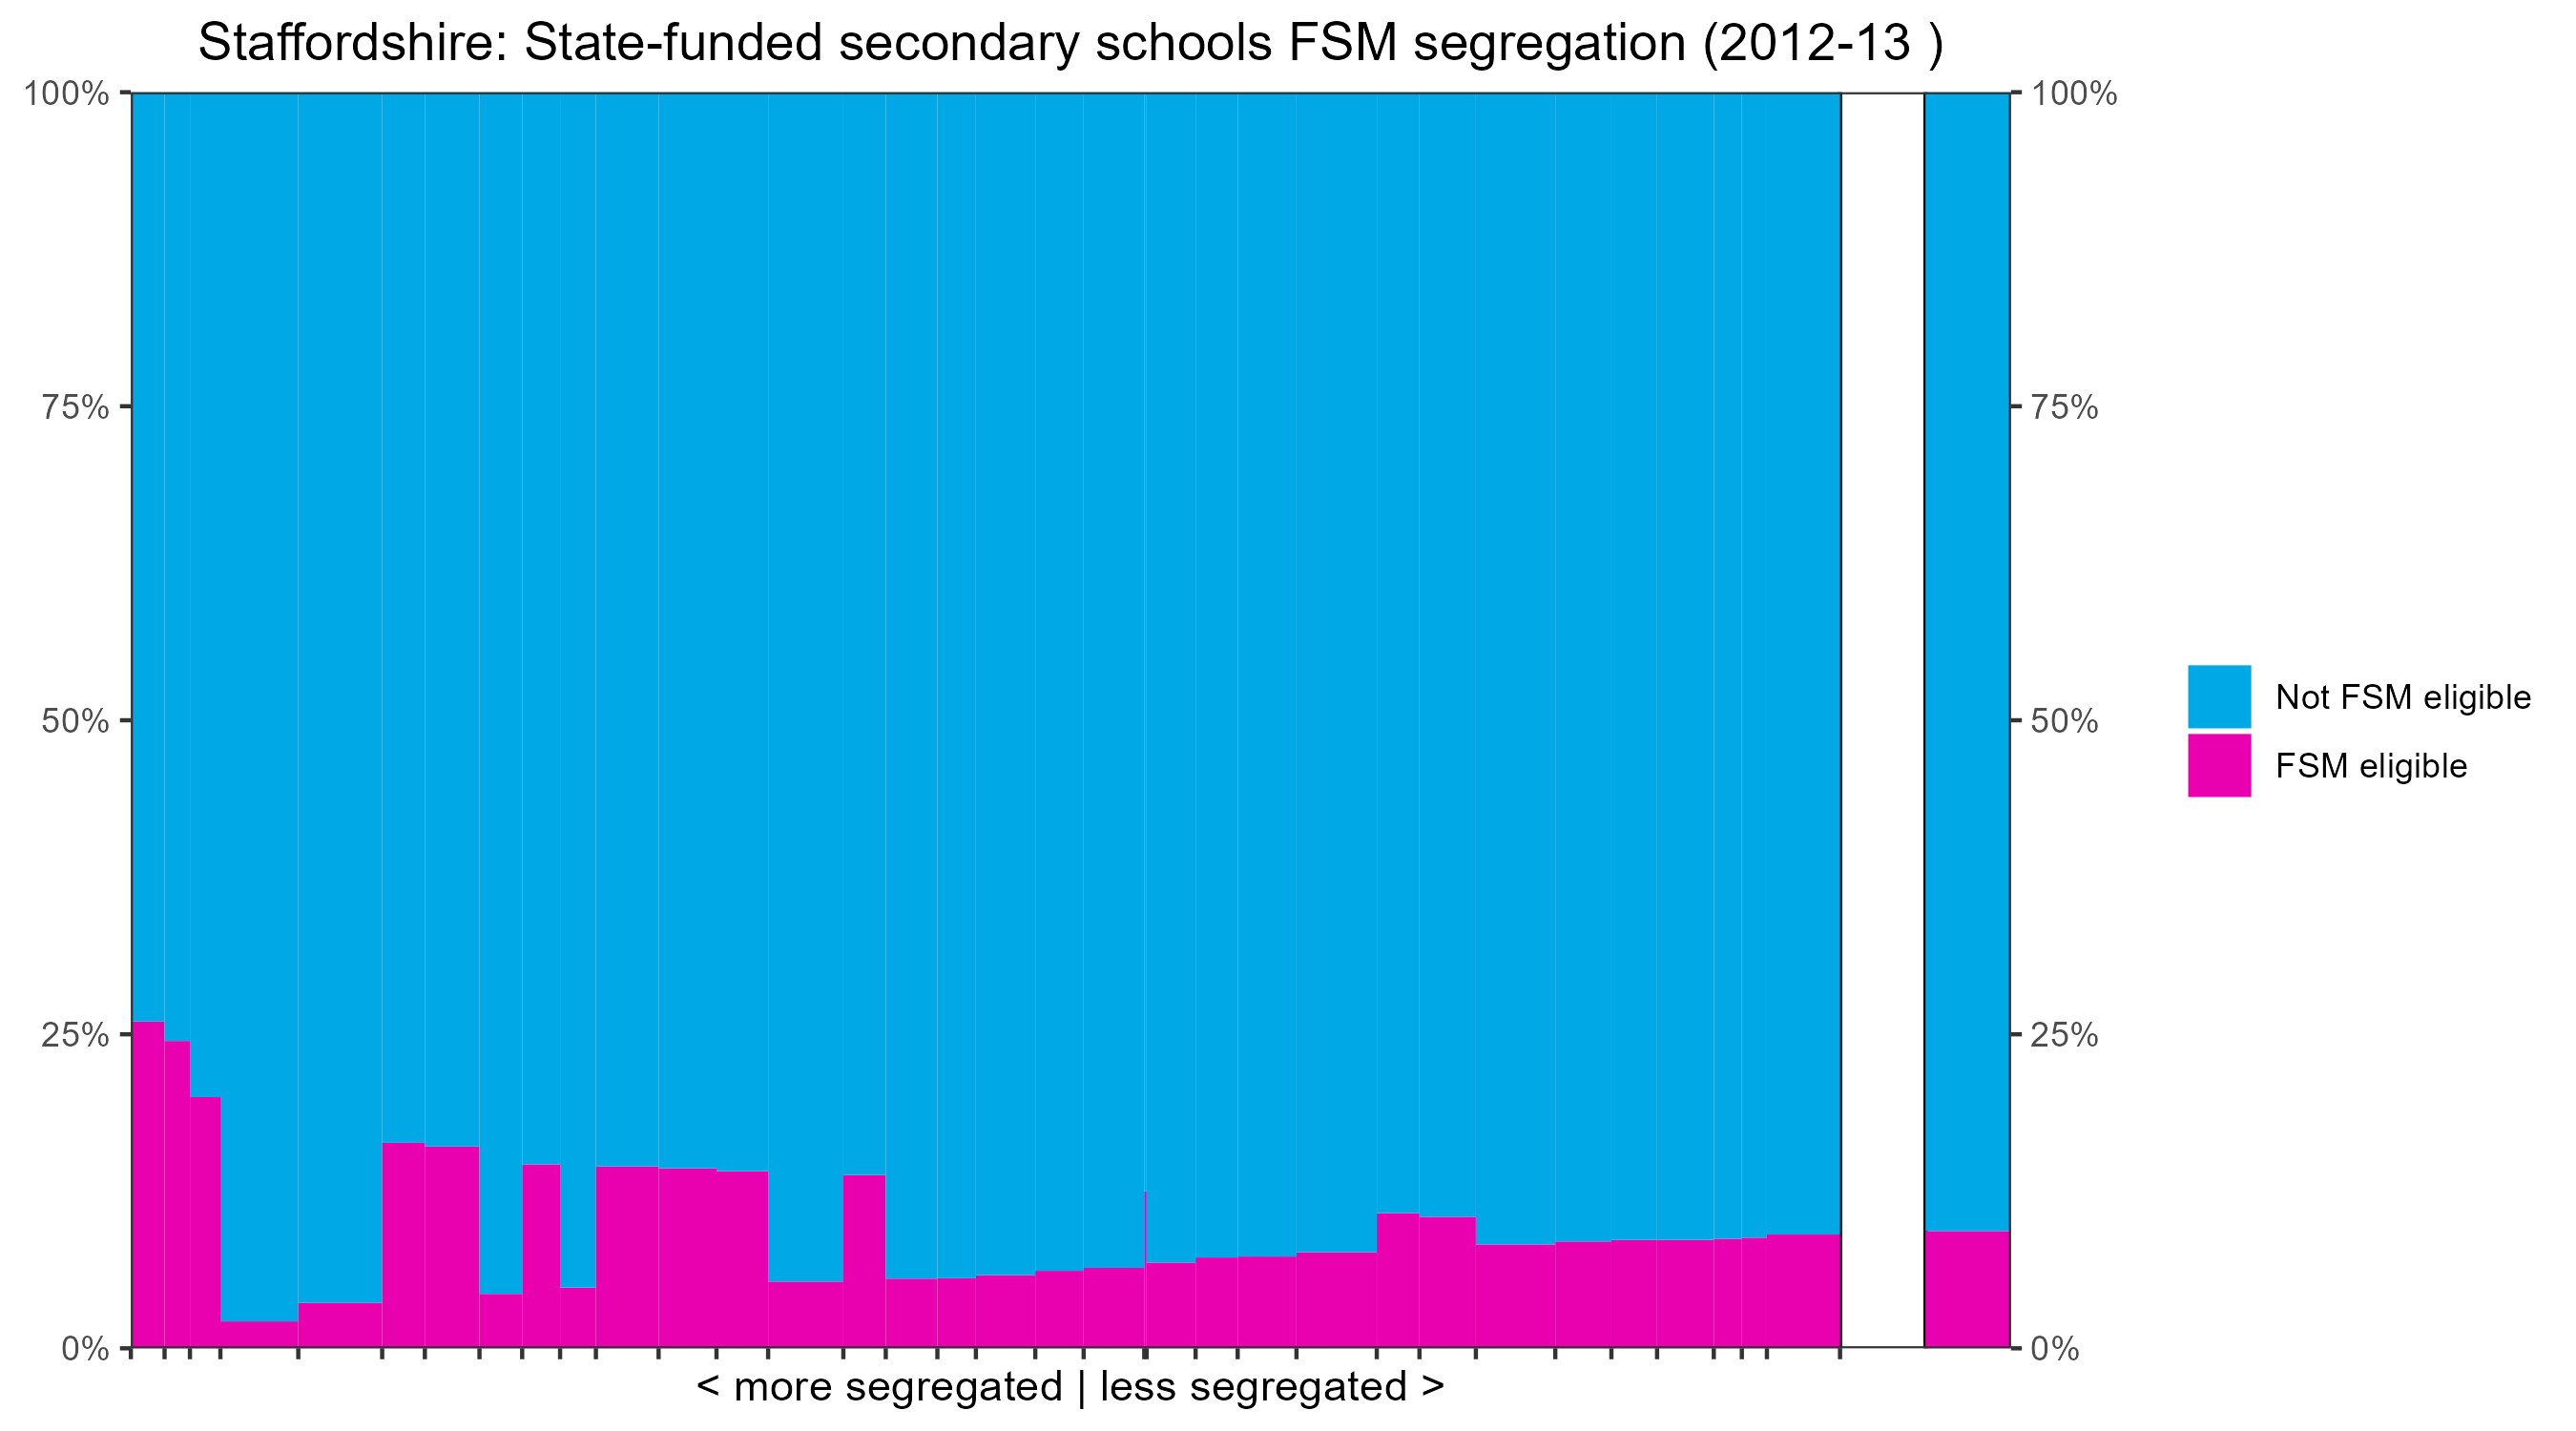 Staffordshire: State-funded secondary schools FSM segregation (2012-13 )
100%
75%
50%
25%
0%
100%
75%
50%
25%
0%
Not FSM eligible
FSM eligible
< more segregated | less segregated >